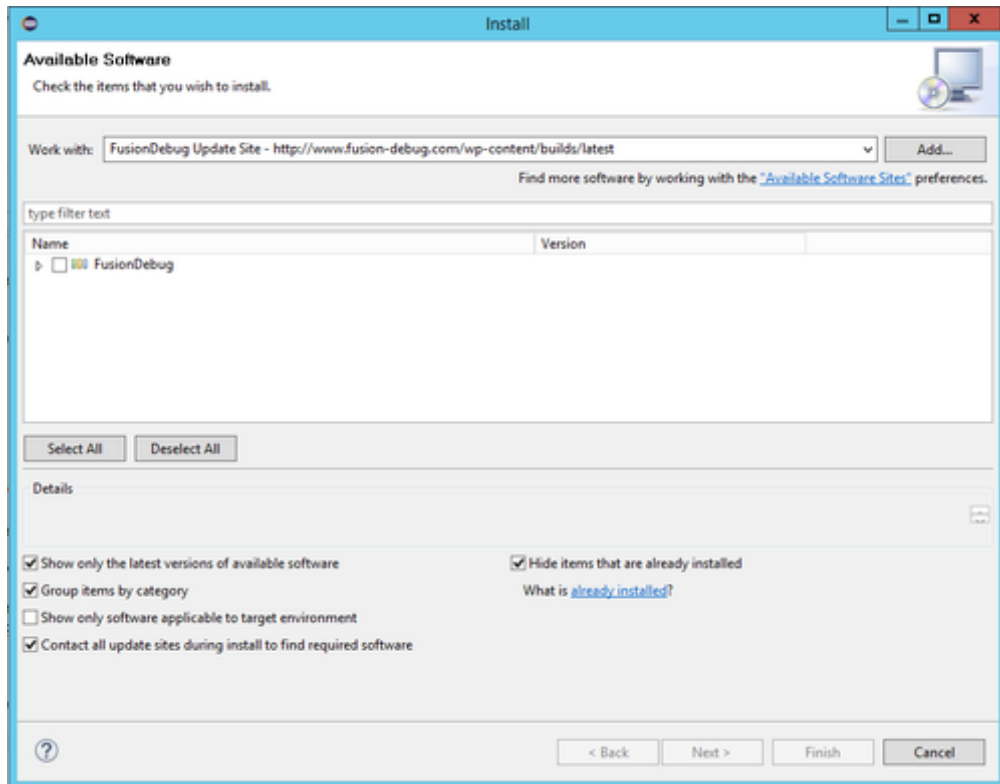 Install
Available Software
Check the items that you wish to install.
Work with: FusionDebug Update Site - http://www.fusion-debug.com/wp-content/builds/latest Add...
Find more software by working with the "Available Software Sites" preferences.
type filter text
Name Version
FusionDebug
Select All Deselect All
Details
Show only the latest versions of available software Hide items that are already installed
Group items by category What is already installed?
Show only software applicable to target environment
Contact all update sites during install to find required software
? < Back Next > Finish Cancel